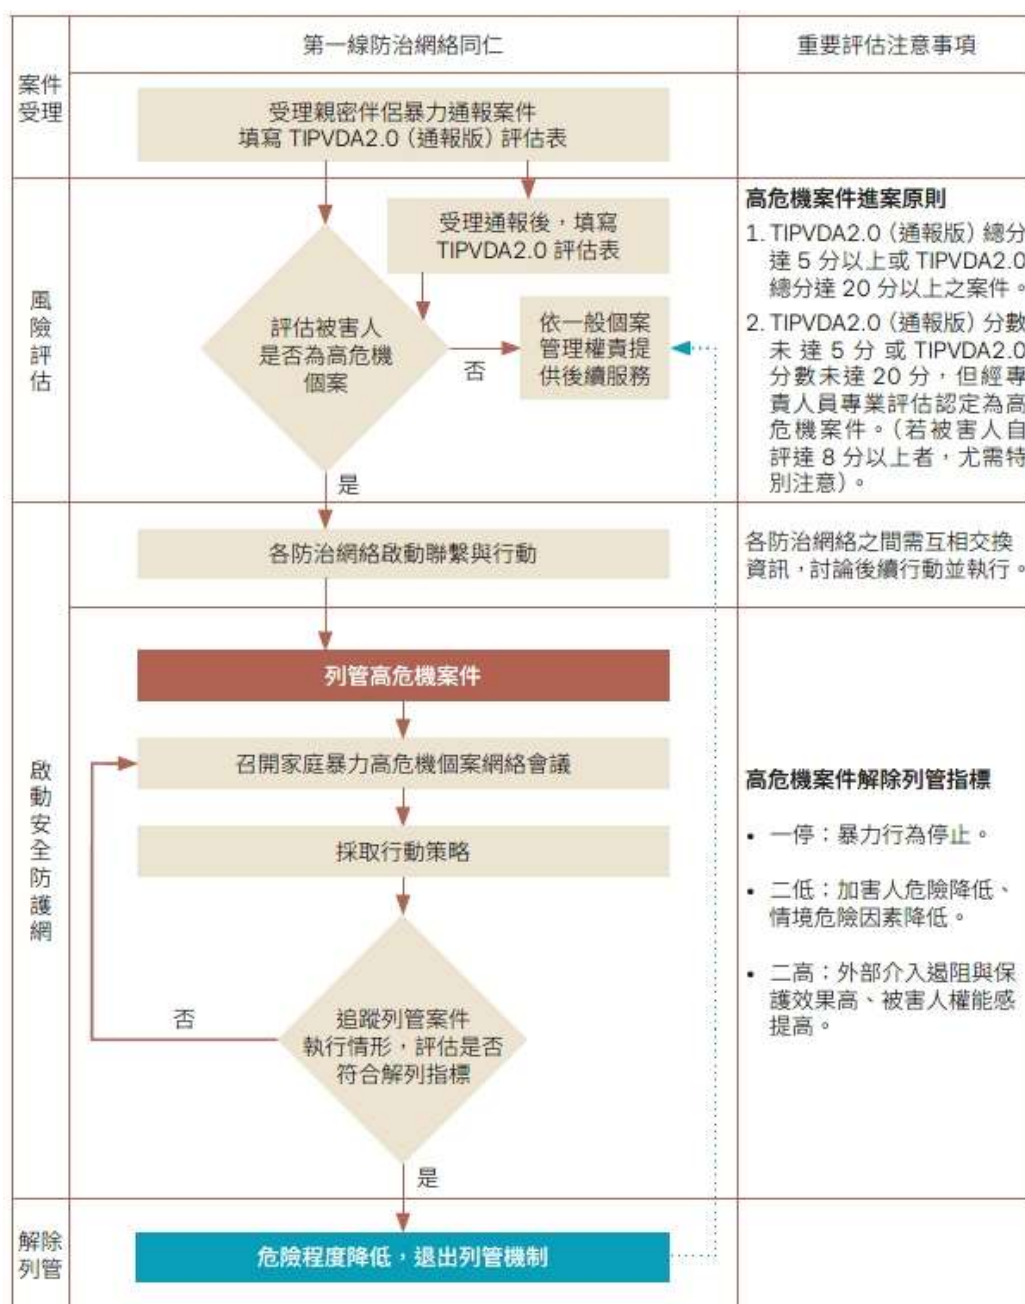 第一線防治網絡同仁
重要評估注意事項
案件
受理
受理親密伴侶暴力通報案件
填寫 TIPVDA2.0（通報版）評估表
風
險
評
估
受理通報後，填寫
TIPVDA2.0 評估表
評估被害人
是否為高危機
個案
否
依一般個案
管理權責提
供後續服務
是
高危機案件進案原則
1. TIPVDA2.0（通報版）總分
達 5 分以上或 TIPVDA2.0
總分達 20 分以上之案件。
2. TIPVDA2.0（通報版）分數
未達 5 分或 TIPVDA2.0
分數未達 20 分，但經專
責人員專業評估認定為高
危機案件。（若被害人自
評達 8 分以上者，尤需特
別注意）。
啟
動
安
全
防
護
網
各防治網絡啟動聯繫與行動
各防治網絡之間需互相交換
資訊，討論後續行動並執行。
列管高危機案件
召開家庭暴力高危機個案網絡會議
採取行動策略
追蹤列管案件
執行情形，評估是否
符合解列指標
否
是
高危機案件解除列管指標
• 一停：暴力行為停止。
• 二低：加害人危險降低、
情境危險因素降低。
• 二高：外部介入遏阻與保
護效果高、被害人權能感
提高。
解除
列管
危險程度降低，退出列管機制